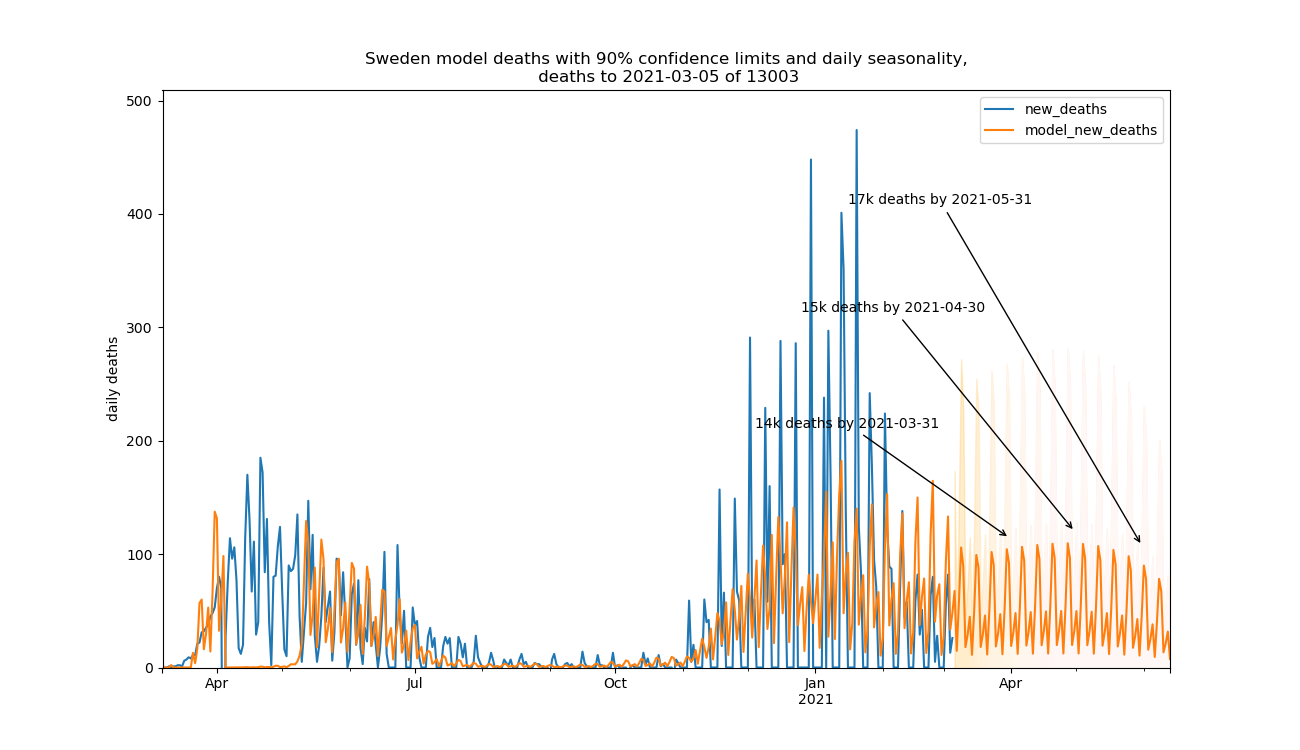 Sweden model deaths with 90% confidence limits and daily seasonality,
deaths to 2021-03-05 of 13003
500
new_deaths
model_new_deaths
400
17k deaths by 2021-05-31
300
15k deaths by 2021-04-30
daily deaths
200
14k deaths by 2021-03-31
100
0
Apr
Jul
Oct
Jan
2021
Apr